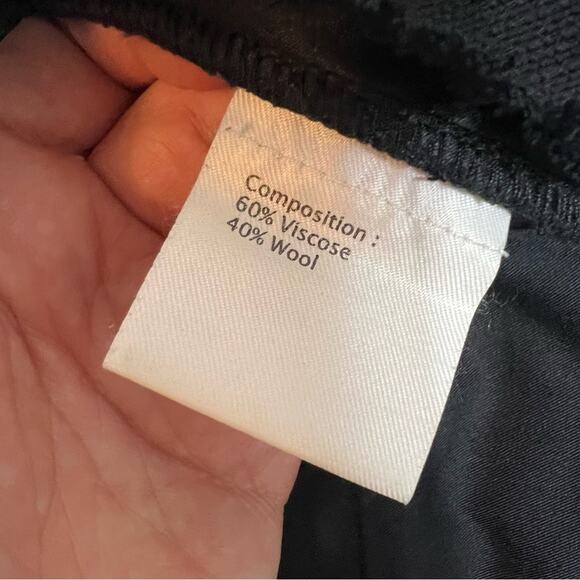 Composition :
60% Viscose
40% Wool